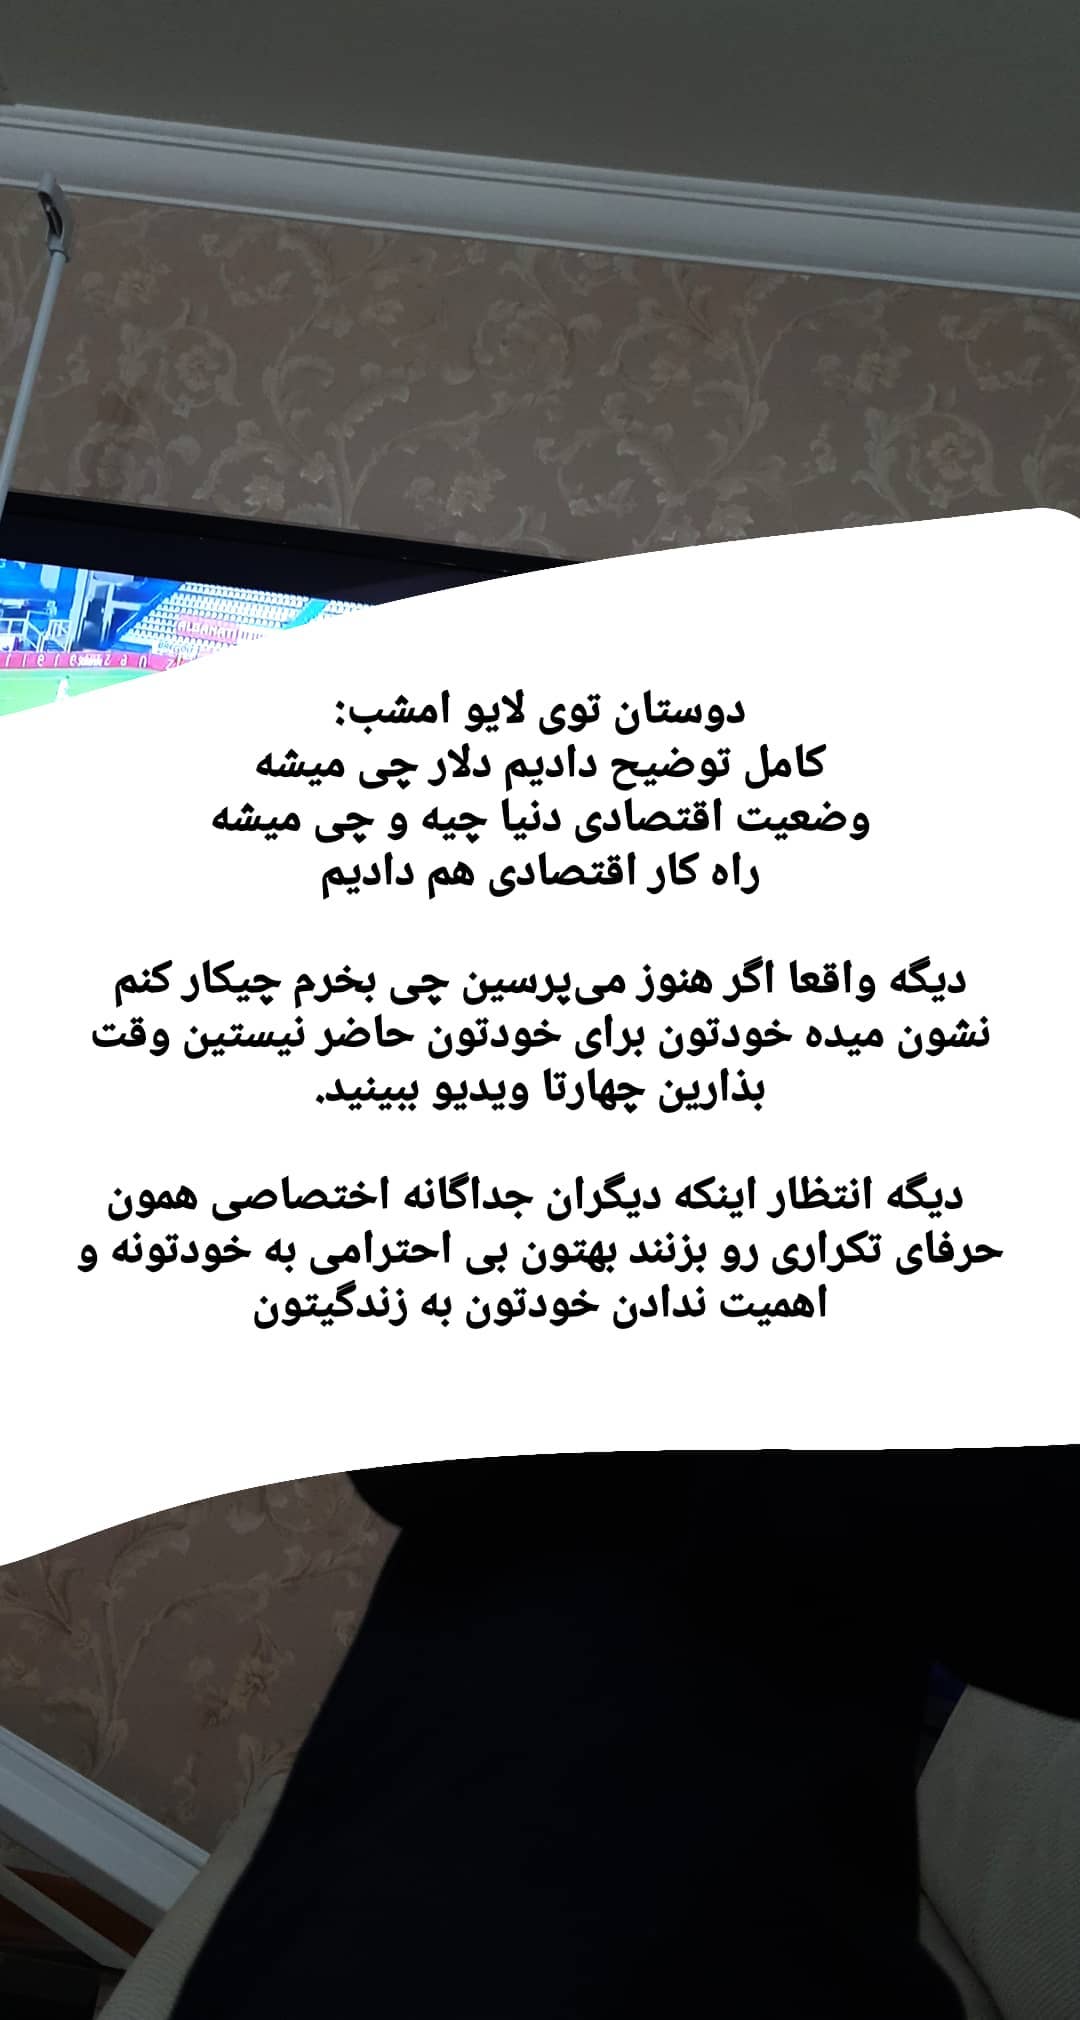 ALBANATI
دوستان توی لایو امشب:
کامل توضیح دادیم دلار چی میشه
وضعیت اقتصادی دنیا چیه و چی میشه
راه کار اقتصادی هم دادیم
دیگه واقعا اگر هنوز می‌پرسین چی بخرم چیکار کنم
نشون میده خودتون برای خودتون حاضر نیستین وقت
بذارین چهارتا ویدیو ببینید.
دیگه انتظار اینکه دیگران جداگانه اختصاصی همون
حرفای تکراری رو بزنند بهتون بی احترامی به خودتونه و
اهمیت ندادن خودتون به زندگیتون